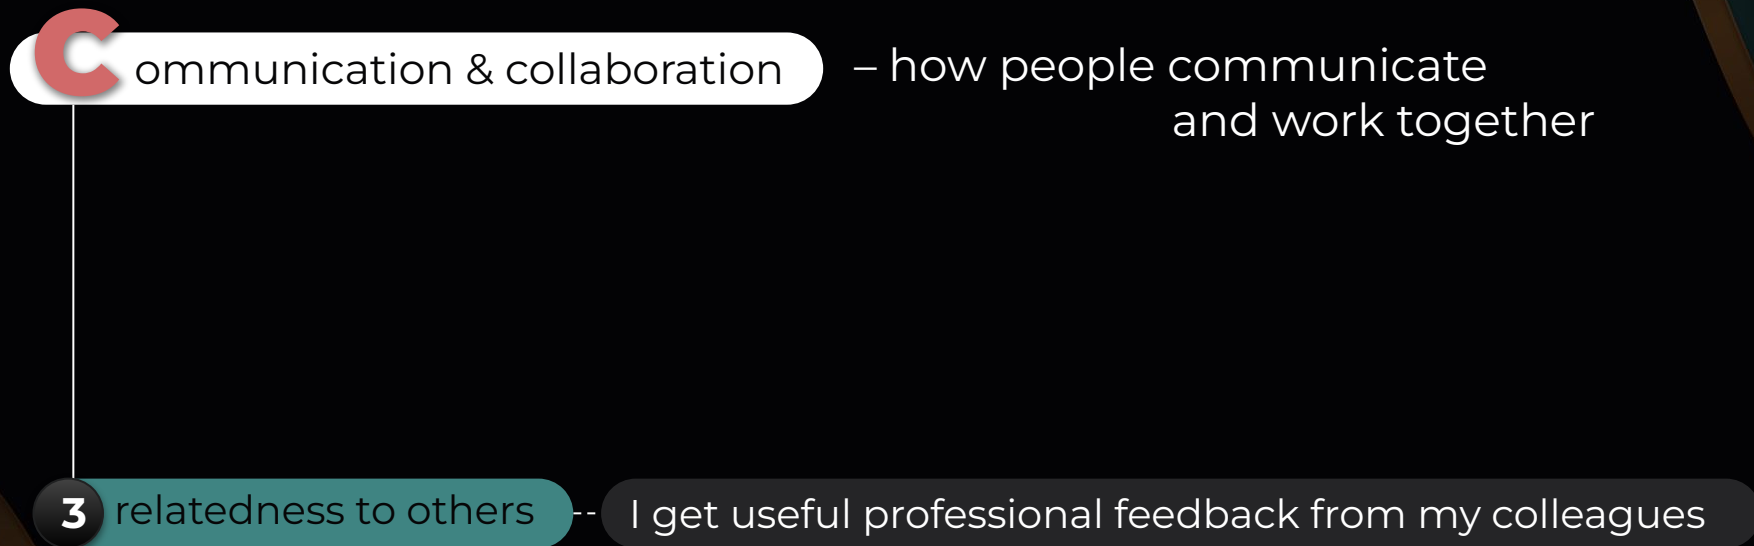 Communication & collaboration – how people communicate
and work together
3 relatedness to others -- I get useful professional feedback from my colleagues